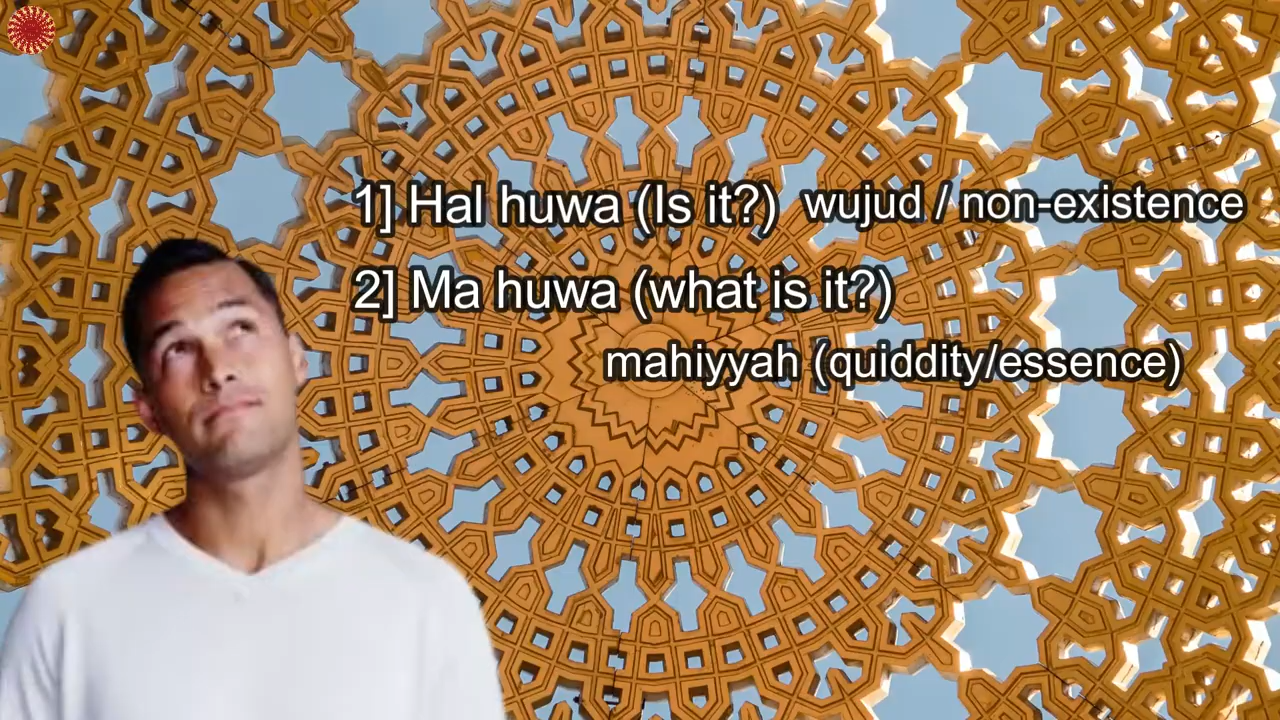 1] Hal huwa (Is it?) wujud / non-existence
2] Ma huwa (what is it?)
mahiyyah (quiddity/essence)